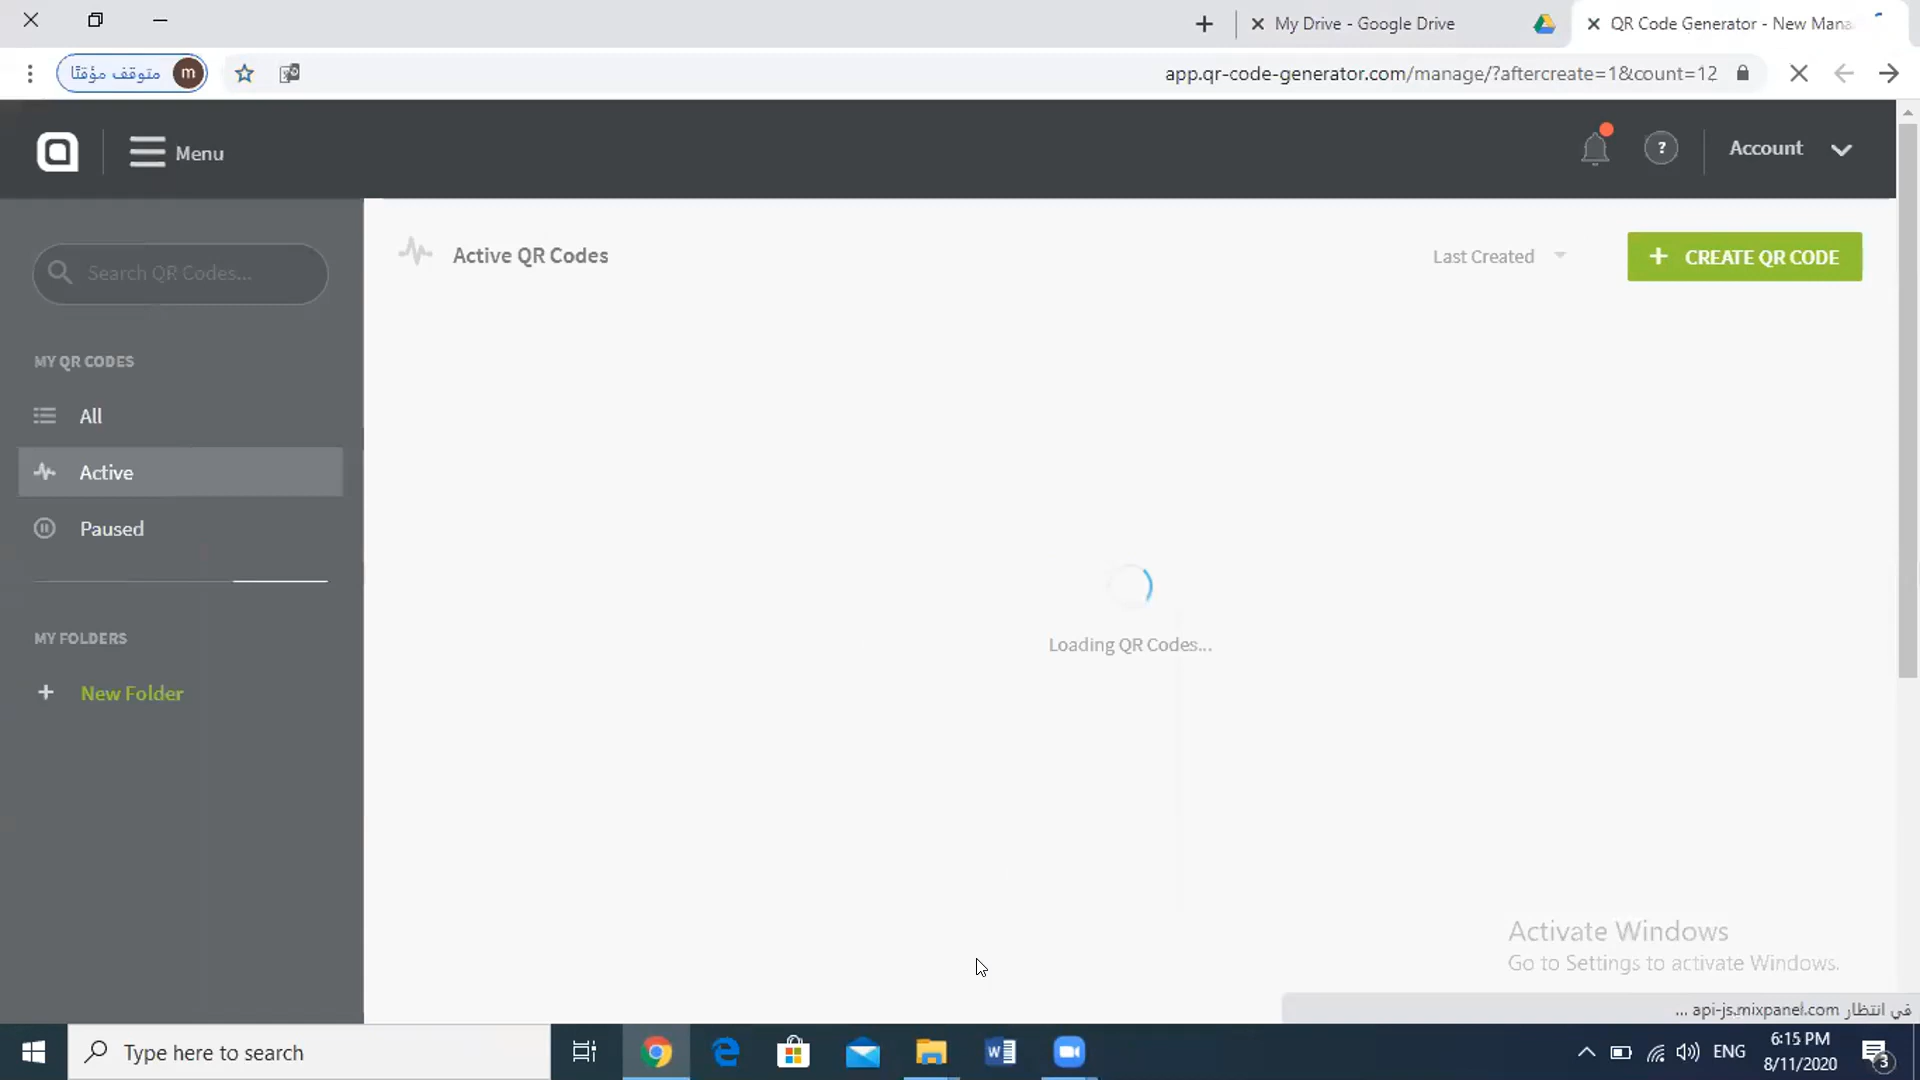 My Drive - Google Drive
QR Code Generator - New Mana
متوقف مؤقتًا
m
app.qr-code-generator.com/manage/?aftercreate=1&count=12
Menu
?
Account
Search QR Codes...
Active QR Codes
Last Created
+ CREATE QR CODE
MY QR CODES
All
Active
Paused
Loading QR Codes...
MY FOLDERS
+ New Folder
Activate Windows
Go to Settings to activate Windows.
في انتظار api-js.mixpanel.com ...
Type here to search
ENG
6:15 PM
8/11/2020
3